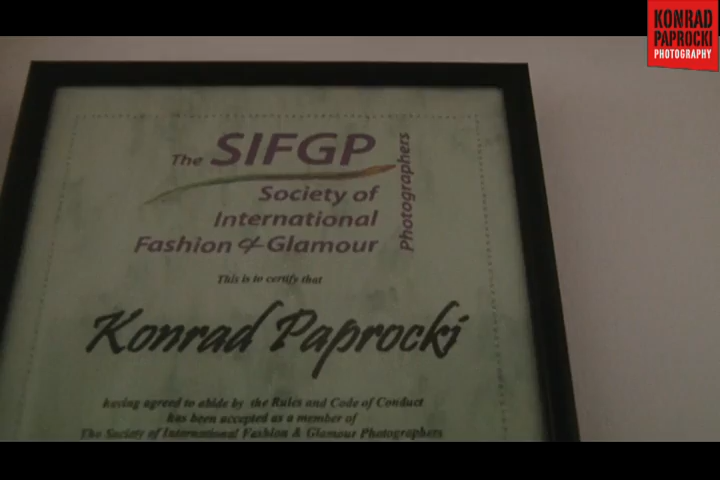 KONRAD
PAPROCKI
PHOTOGRAPHY
The SIFGP
Society of
International
Fashion & Glamour
Photographers
This is to certify that
Konrad Paprocki
having agreed to abide by the Rules and Code of Conduct
has been accepted as a member of
The Society of International Fashion & Glamour Photographers